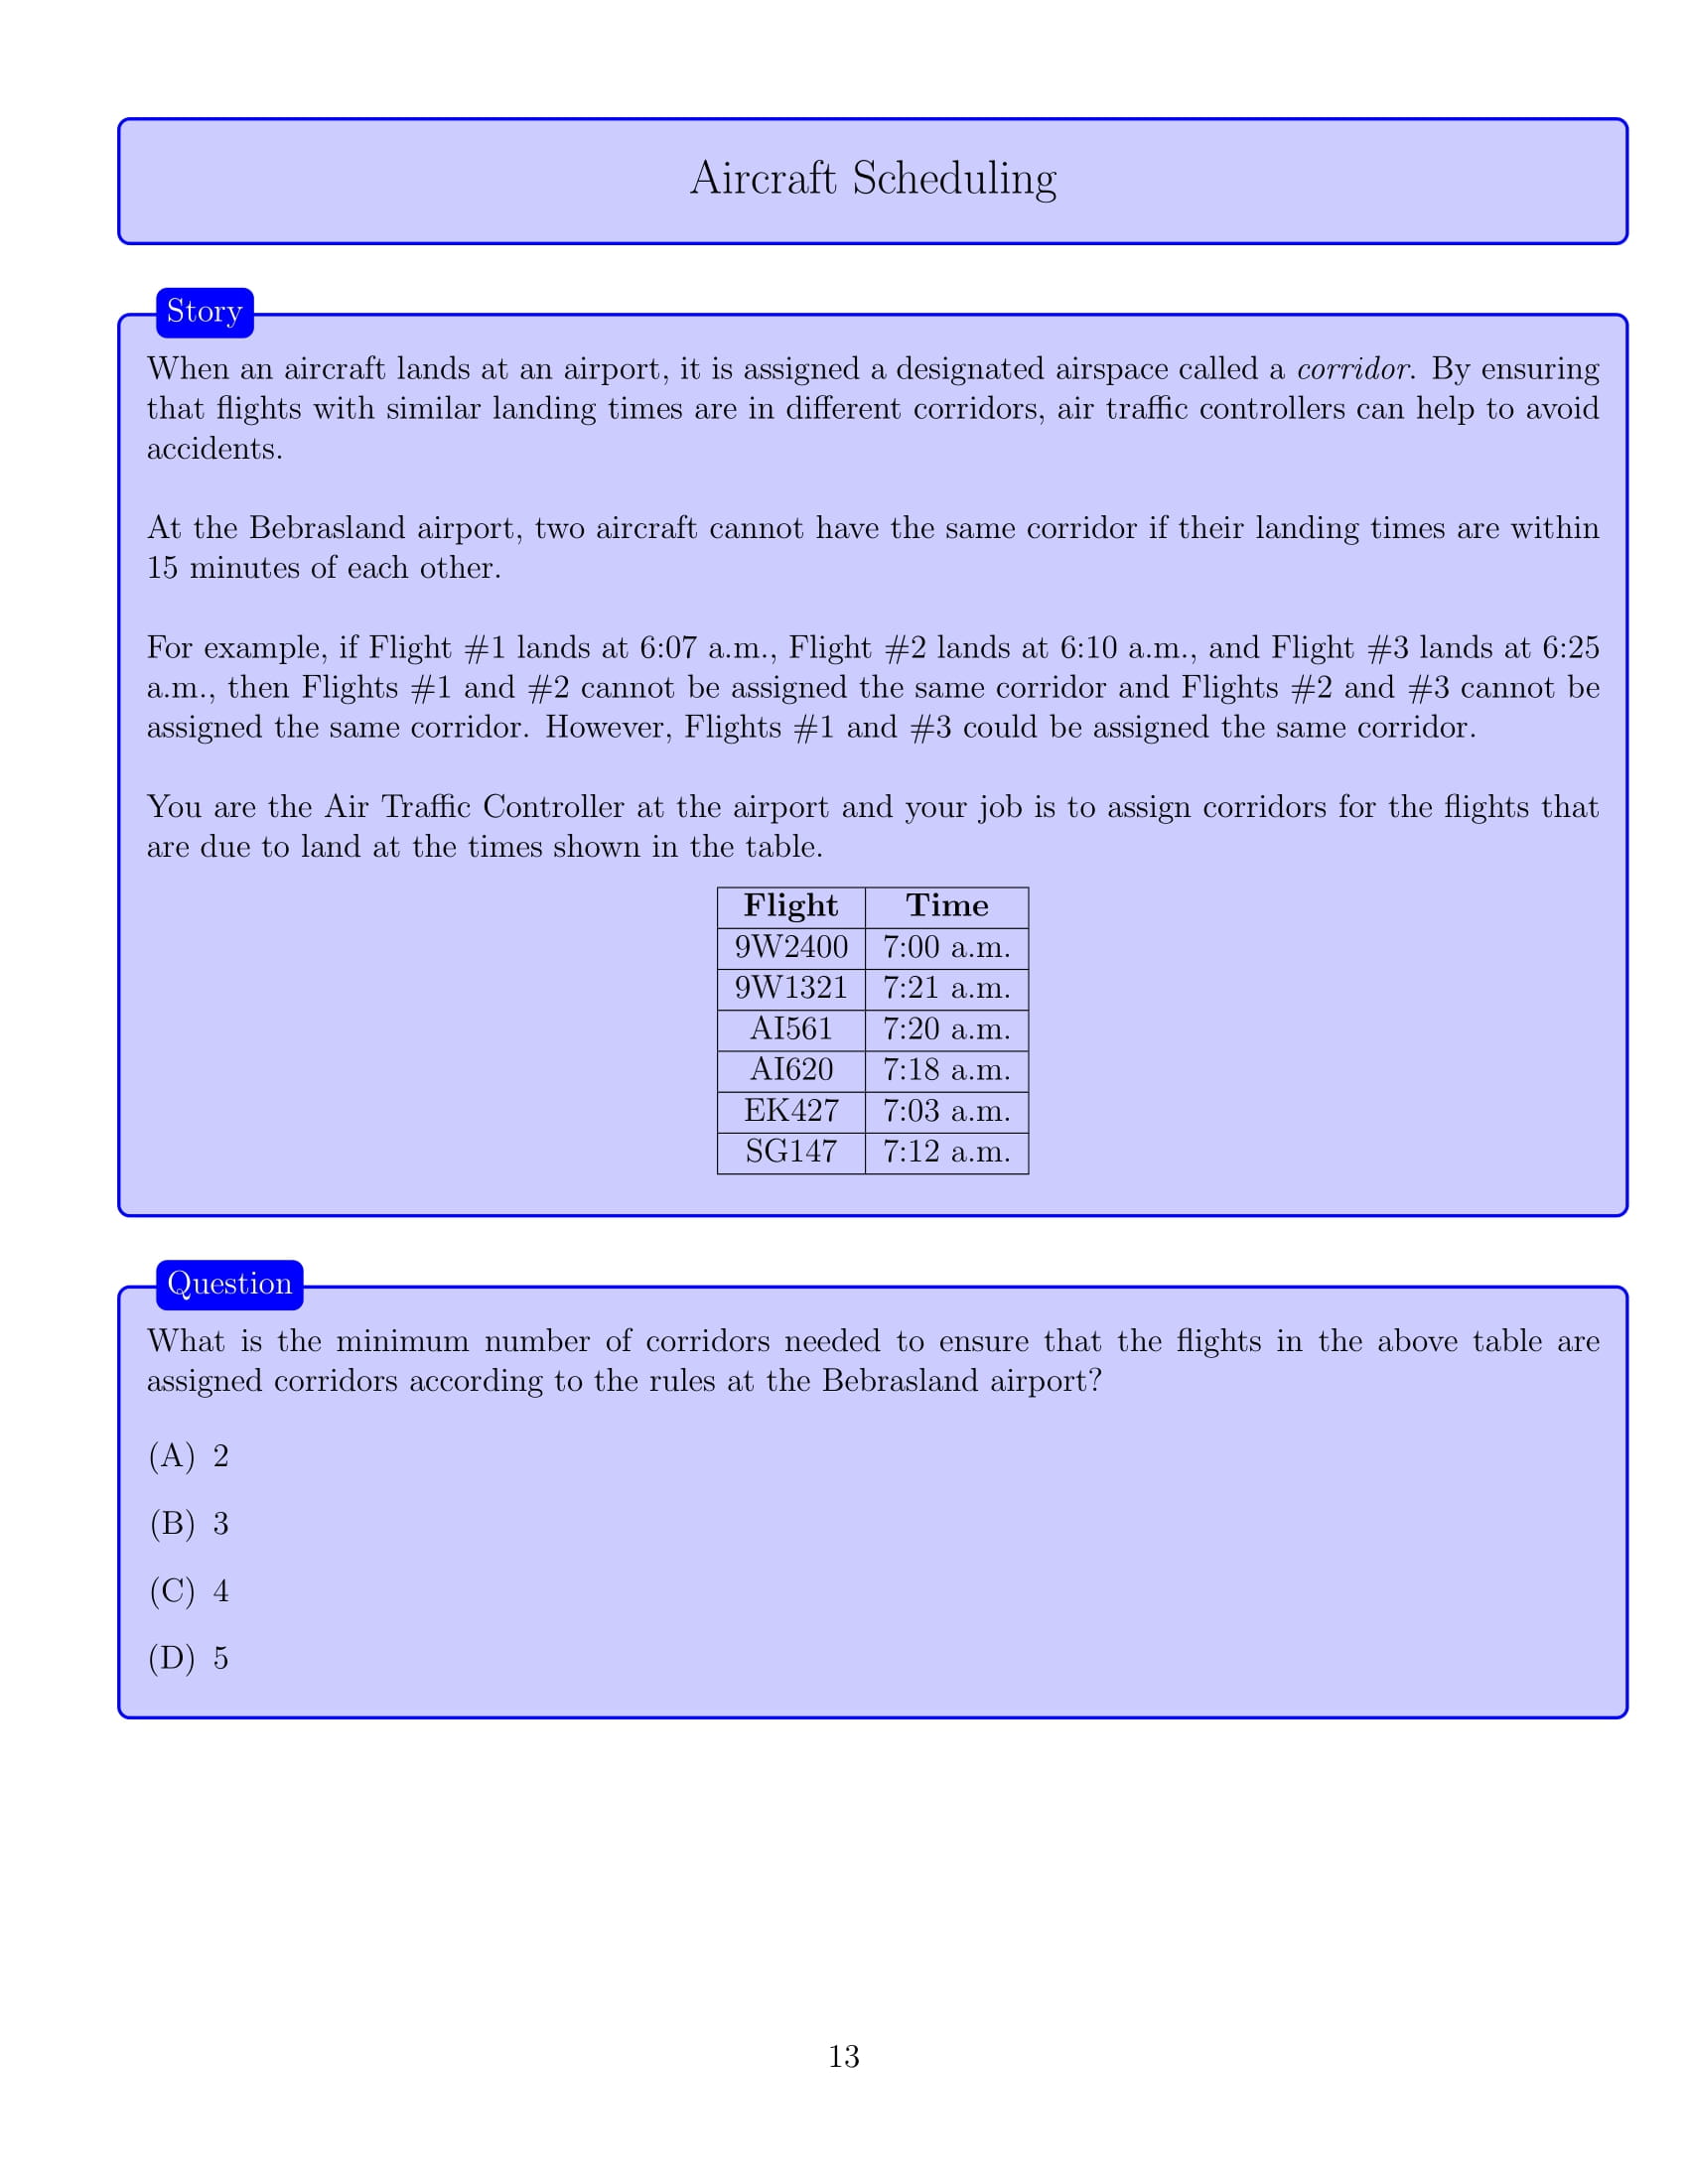 Aircraft Scheduling
Story
When an aircraft lands at an airport, it is assigned a designated airspace called a corridor. By ensuring
that flights with similar landing times are in different corridors, air traffic controllers can help to avoid
accidents.
At the Bebrasland airport, two aircraft cannot have the same corridor if their landing times are within
15 minutes of each other.
For example, if Flight #1 lands at 6:07 a.m., Flight #2 lands at 6:10 a.m., and Flight #3 lands at 6:25
a.m., then Flights #1 and #2 cannot be assigned the same corridor and Flights #2 and #3 cannot be
assigned the same corridor. However, Flights #1 and #3 could be assigned the same corridor.
You are the Air Traffic Controller at the airport and your job is to assign corridors for the flights that
are due to land at the times shown in the table.
Flight Time
9W2400 7:00 a.m.
9W1321 7:21 a.m.
AI561 7:20 a.m.
AI620 7:18 a.m.
EK427 7:03 a.m.
SG147 7:12 a.m.
Question
What is the minimum number of corridors needed to ensure that the flights in the above table are
assigned corridors according to the rules at the Bebrasland airport?
(A) 2
(B) 3
(C) 4
(D) 5
13